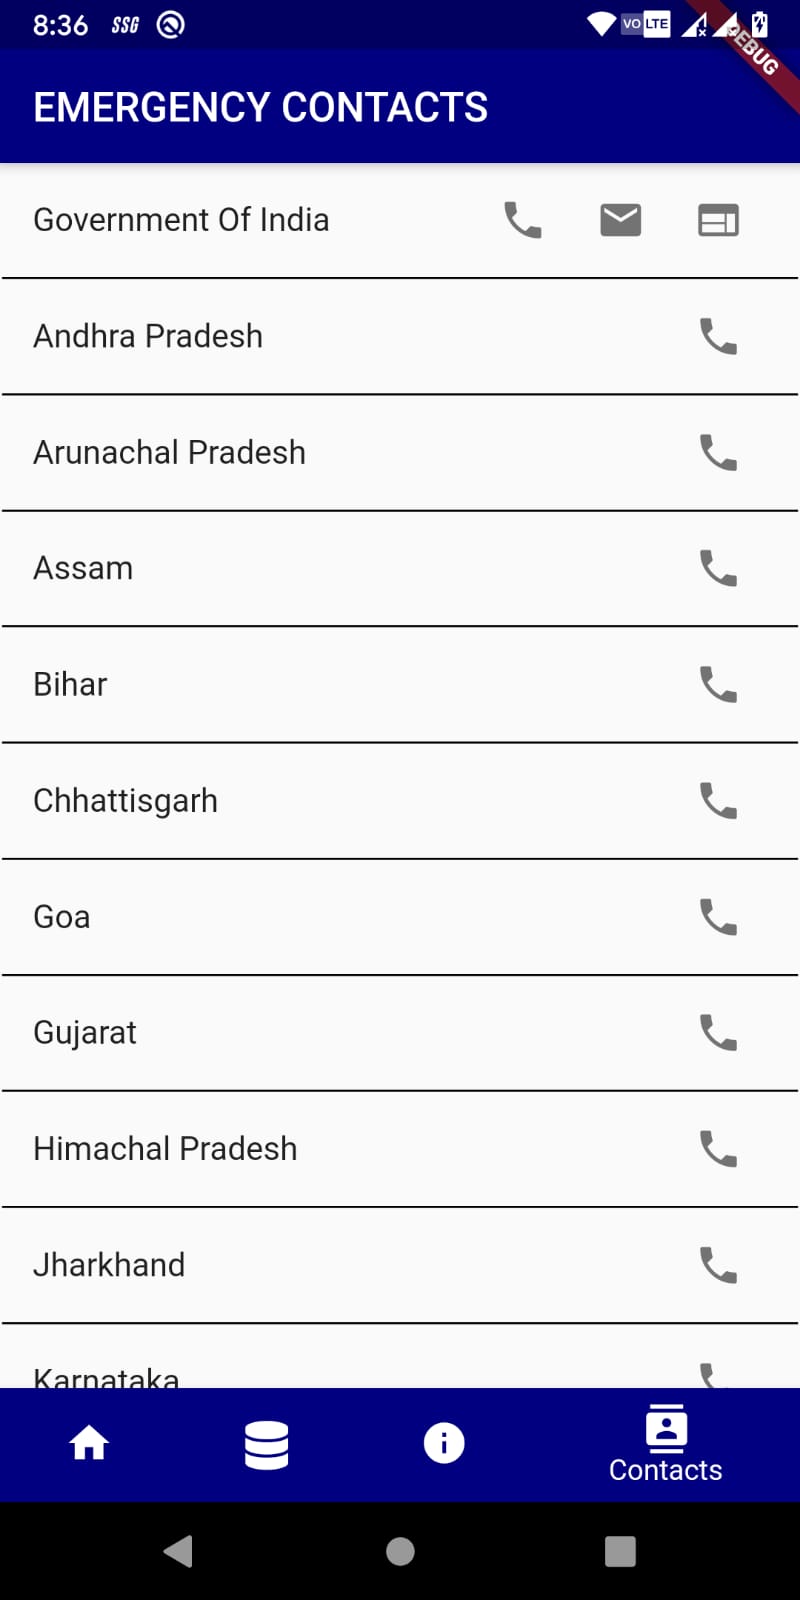 8:36 SSG VO LTE
DEBUG
EMERGENCY CONTACTS
Government Of India
Andhra Pradesh
Arunachal Pradesh
Assam
Bihar
Chhattisgarh
Goa
Gujarat
Himachal Pradesh
Jharkhand
Karnataka
Contacts